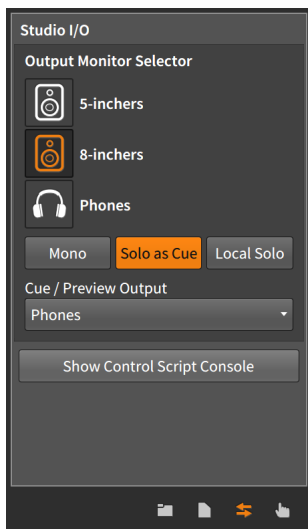 Studio I/O
Output Monitor Selector
5-inchers
8-inchers
Phones
Mono Solo as Cue Local Solo
Cue / Preview Output
Phones
Show Control Script Console